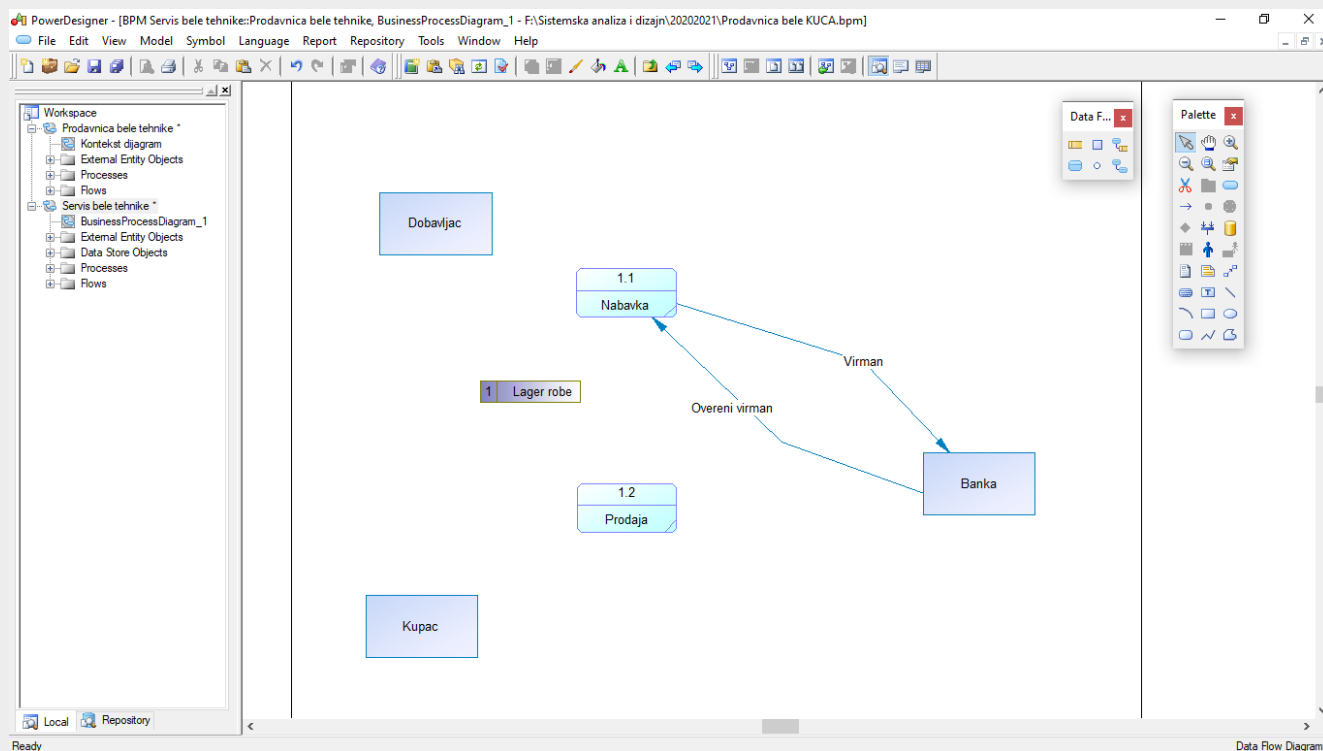 PowerDesigner - [BPM Servis bele tehnike::Prodavnica bele tehnike, BusinessProcessDiagram_1 - F:\Sistemska analiza i dizajn\20202021\Prodavnica bele KUCA.bpm]
File Edit View Model Symbol Language Report Repository Tools Window Help
Workspace
Prodavnica bele tehnike *
Kontekst dijagram
External Entity Objects
Processes
Flows
Servis bele tehnike *
BusinessProcessDiagram_1
External Entity Objects
Data Store Objects
Processes
Flows
Local Repository
Data F...
Palette
Dobavljac
1.1
Nabavka
Virman
1 Lager robe
Overeni virman
Banka
1.2
Prodaja
Kupac
Ready
Data Flow Diagram